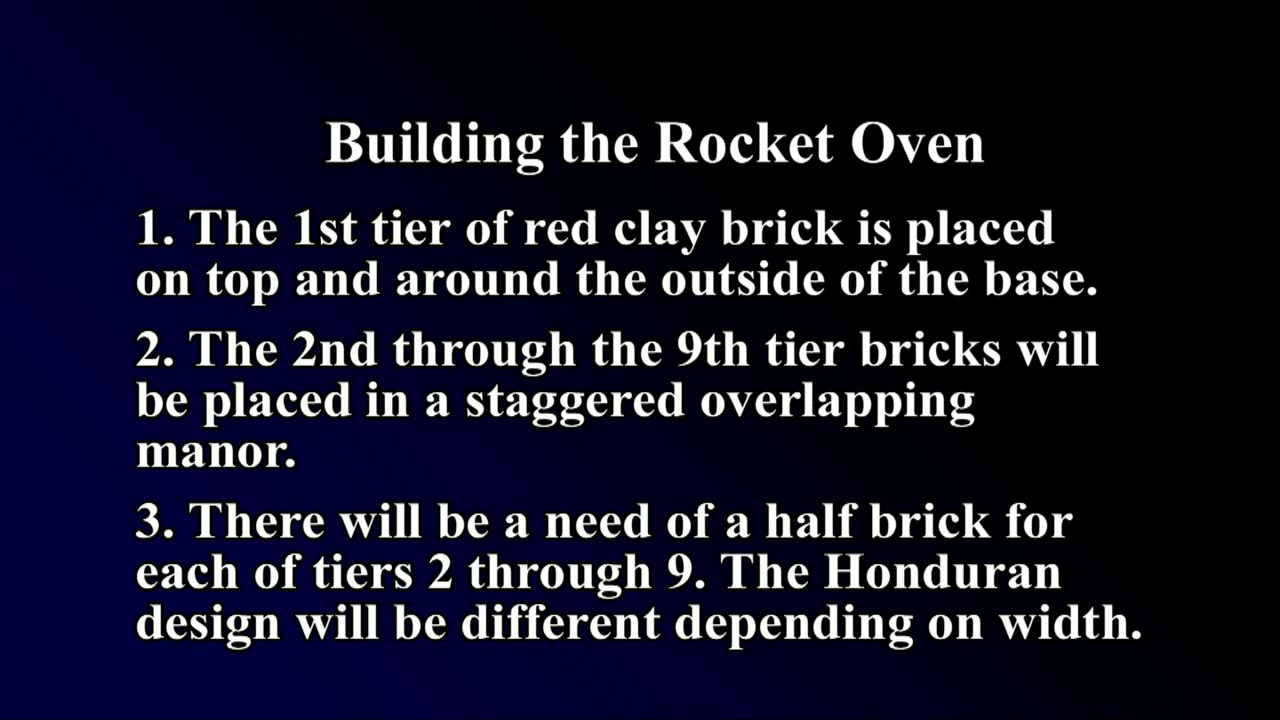 Building the Rocket Oven
1. The 1st tier of red clay brick is placed
on top and around the outside of the base.
2. The 2nd through the 9th tier bricks will
be placed in a staggered overlapping
manor.
3. There will be a need of a half brick for
each of tiers 2 through 9. The Honduran
design will be different depending on width.